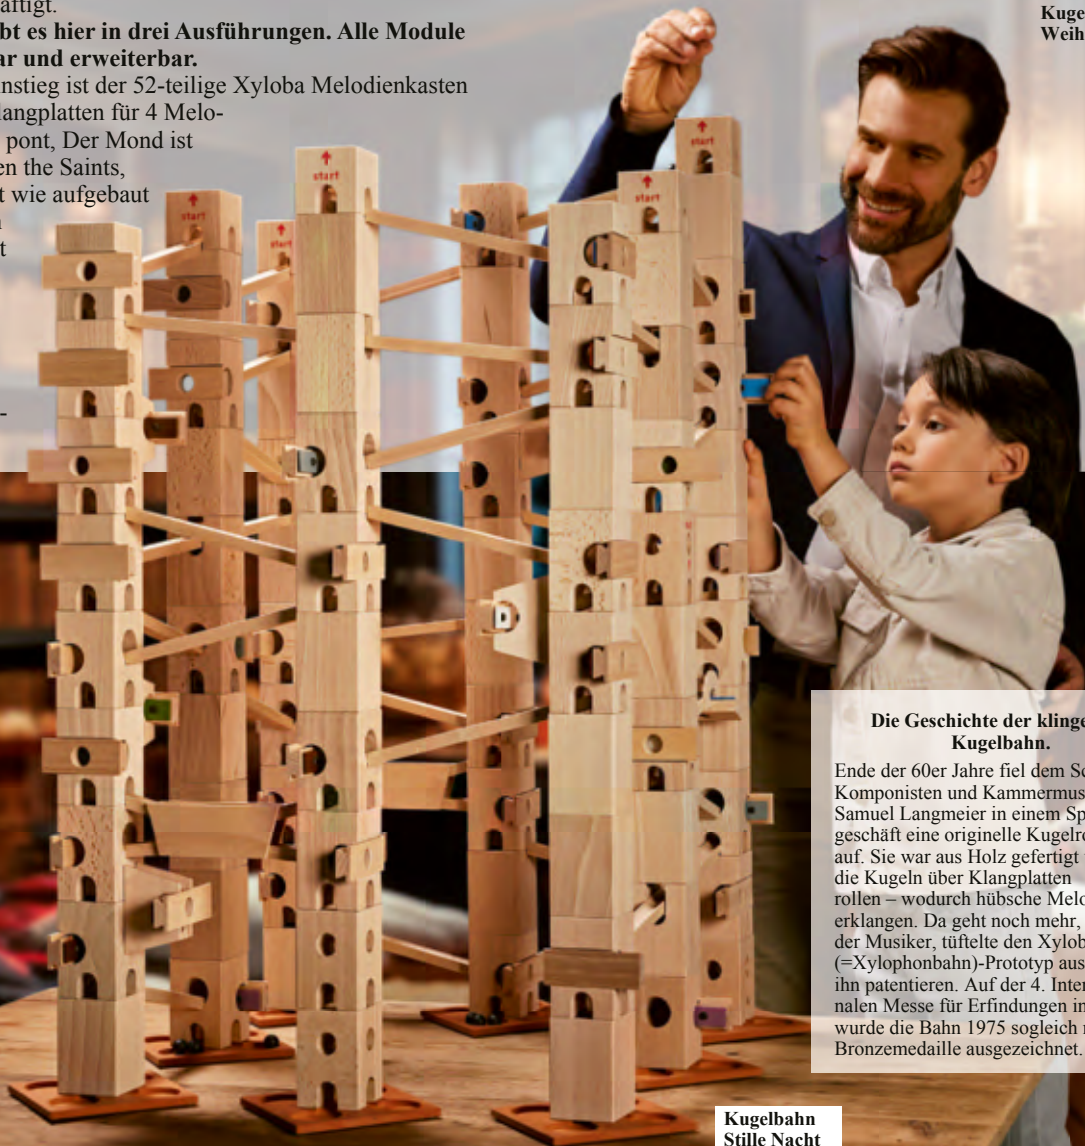 äftigt.
bt es hier in drei Ausführungen. Alle Module
ar und erweiterbar.
nstieg ist der 52-teilige Xyloba Melodienkasten
langplatten für 4 Melo-
pont, Der Mond ist
en the Saints,
t wie aufgebaut
t
-
Kuge
Weih
start
start
start
start
start
Die Geschichte der klinge
Kugelbahn.
Ende der 60er Jahre fiel dem Sc
Komponisten und Kammermus
Samuel Langmeier in einem Sp
geschäft eine originelle Kugelro
auf. Sie war aus Holz gefertigt
die Kugeln über Klangplatten
rollen – wodurch hübsche Melo
erklangen. Da geht noch mehr,
der Musiker, tüftelte den Xylob
(=Xylophonbahn)-Prototyp aus
ihn patentieren. Auf der 4. Inter
nalen Messe für Erfindungen in
wurde die Bahn 1975 sogleich
Bronzemedaille ausgezeichnet.
Kugelbahn
Stille Nacht